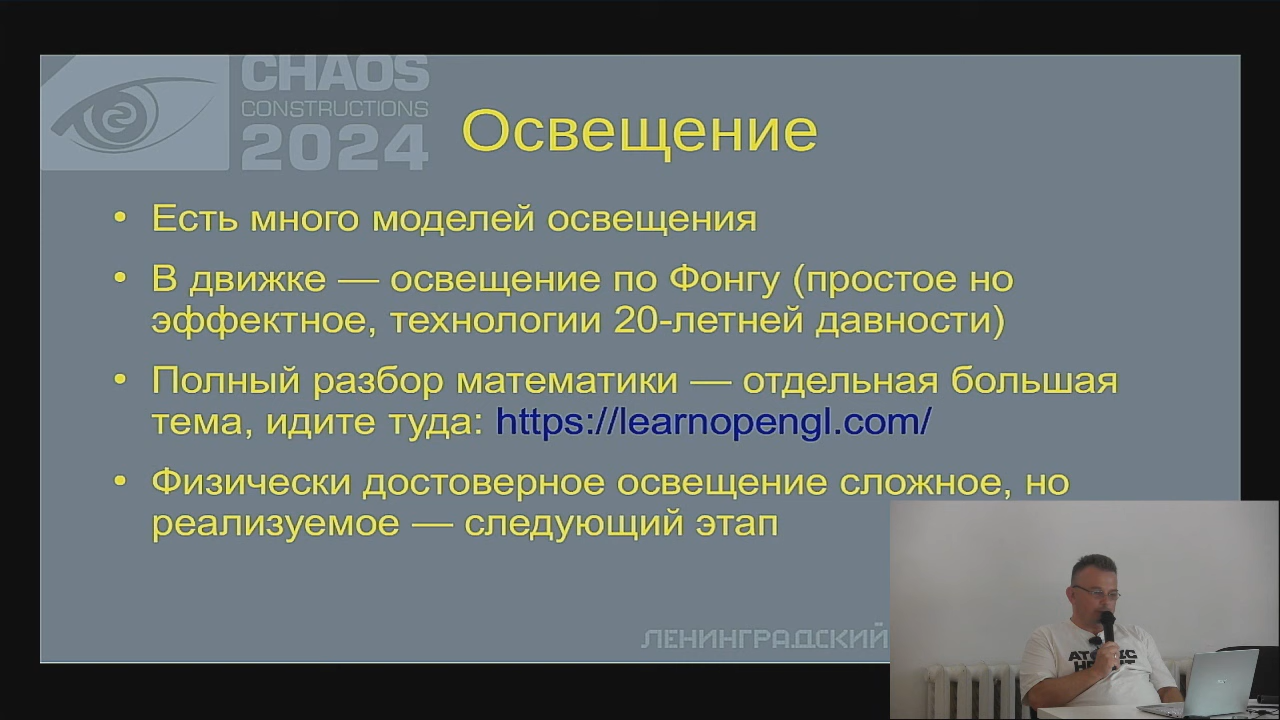 CHAOS
CONSTRUCTIONS
2024
Освещение
• Есть много моделей освещения
• В движке — освещение по Фонгу (простое но
эффектное, технологии 20-летней давности)
• Полный разбор математики — отдельная большая
тема, идите туда: https://learnopengl.com/
• Физически достоверное освещение сложное, но
реализуемое — следующий этап
ЛЕНИНГРАДСКИЙ